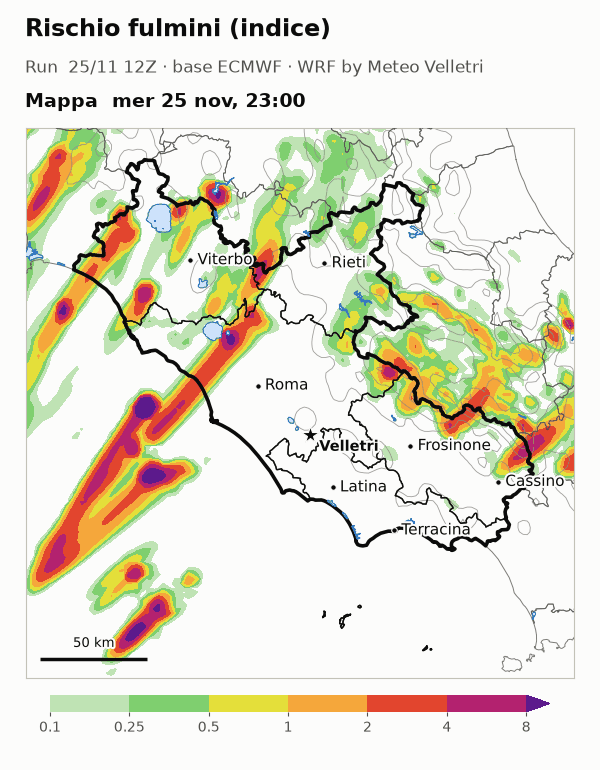 Rischio fulmini (indice)
Run  25/11 12Z · base ECMWF · WRF by Meteo Velletri
Mappa  mer 25 nov, 23:00
Viterbo
Rieti
Roma
Velletri
Frosinone
Latina
Cassino
Terracina
50 km
0.1 0.25 0.5 1 2 4 8